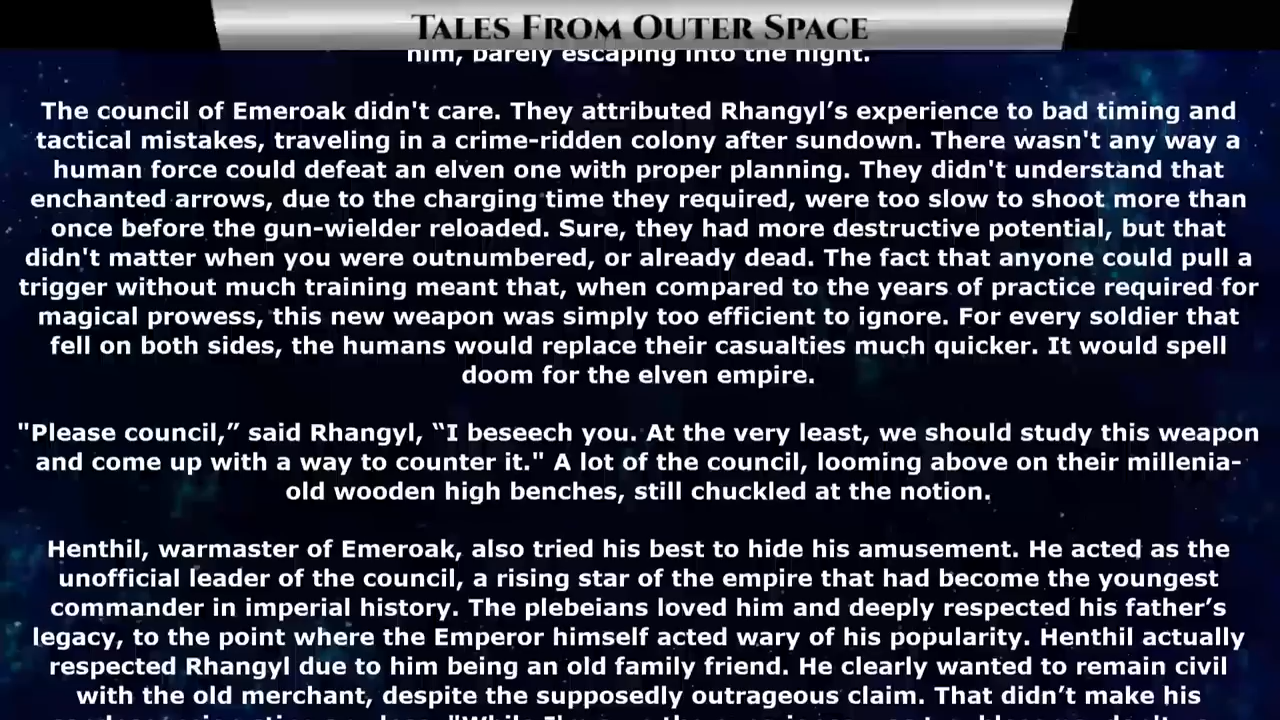 Tales From Outer Space
him, barely escaping into the night.
The council of Emeroak didn't care. They attributed Rhangyl’s experience to bad timing and
tactical mistakes, traveling in a crime-ridden colony after sundown. There wasn't any way a
human force could defeat an elven one with proper planning. They didn't understand that
enchanted arrows, due to the charging time they required, were too slow to shoot more than
once before the gun-wielder reloaded. Sure, they had more destructive potential, but that
didn't matter when you were outnumbered, or already dead. The fact that anyone could pull a
trigger without much training meant that, when compared to the years of practice required for
magical prowess, this new weapon was simply too efficient to ignore. For every soldier that
fell on both sides, the humans would replace their casualties much quicker. It would spell
doom for the elven empire.
"Please council,” said Rhangyl, “I beseech you. At the very least, we should study this weapon
and come up with a way to counter it." A lot of the council, looming above on their millenia-
old wooden high benches, still chuckled at the notion.
Henthil, warmaster of Emeroak, also tried his best to hide his amusement. He acted as the
unofficial leader of the council, a rising star of the empire that had become the youngest
commander in imperial history. The plebeians loved him and deeply respected his father’s
legacy, to the point where the Emperor himself acted wary of his popularity. Henthil actually
respected Rhangyl due to him being an old family friend. He clearly wanted to remain civil
with the old merchant, despite the supposedly outrageous claim. That didn’t make his